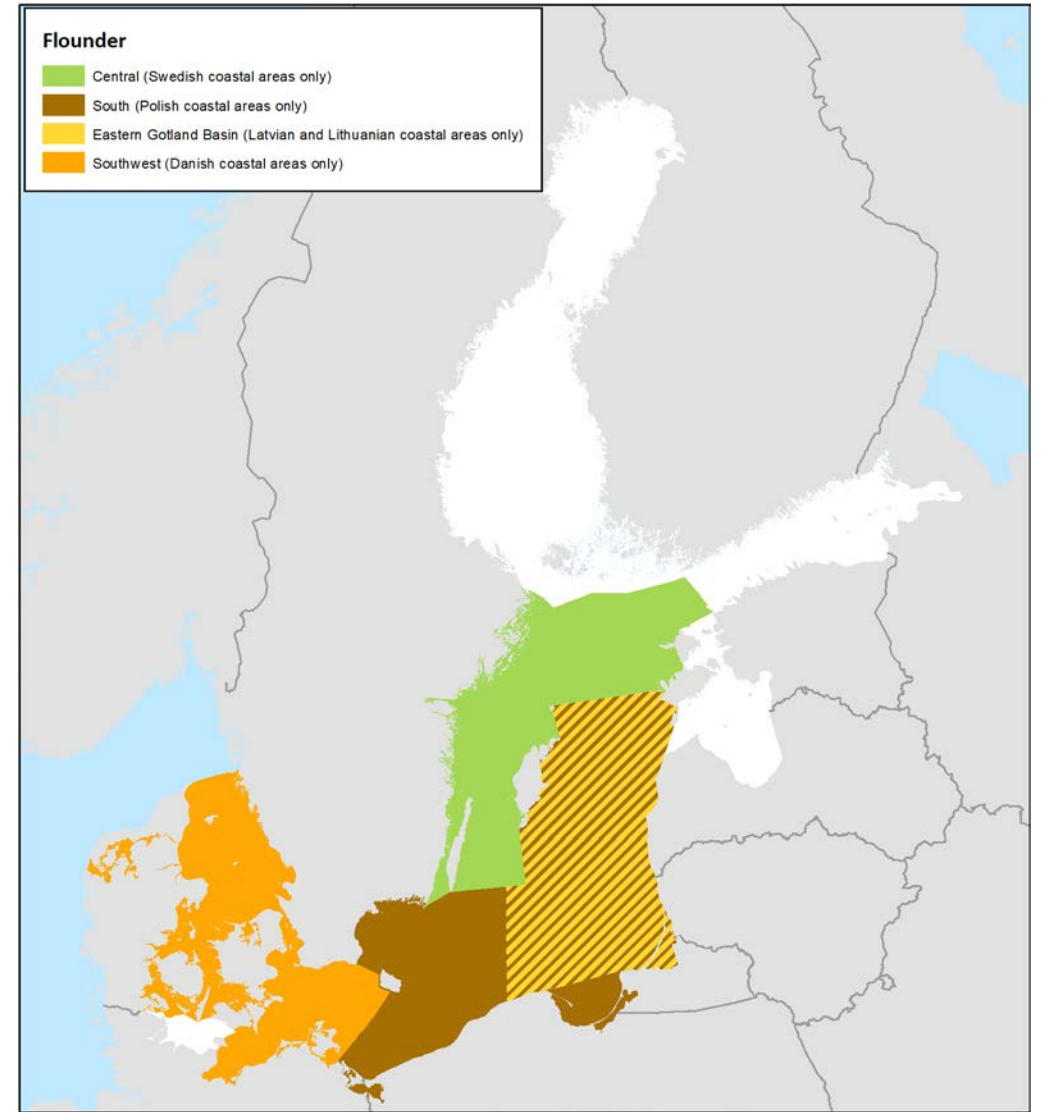 Flounder
Central (Swedish coastal areas only)
South (Polish coastal areas only)
Eastern Gotland Basin (Latvian and Lithuanian coastal areas only)
Southwest (Danish coastal areas only)